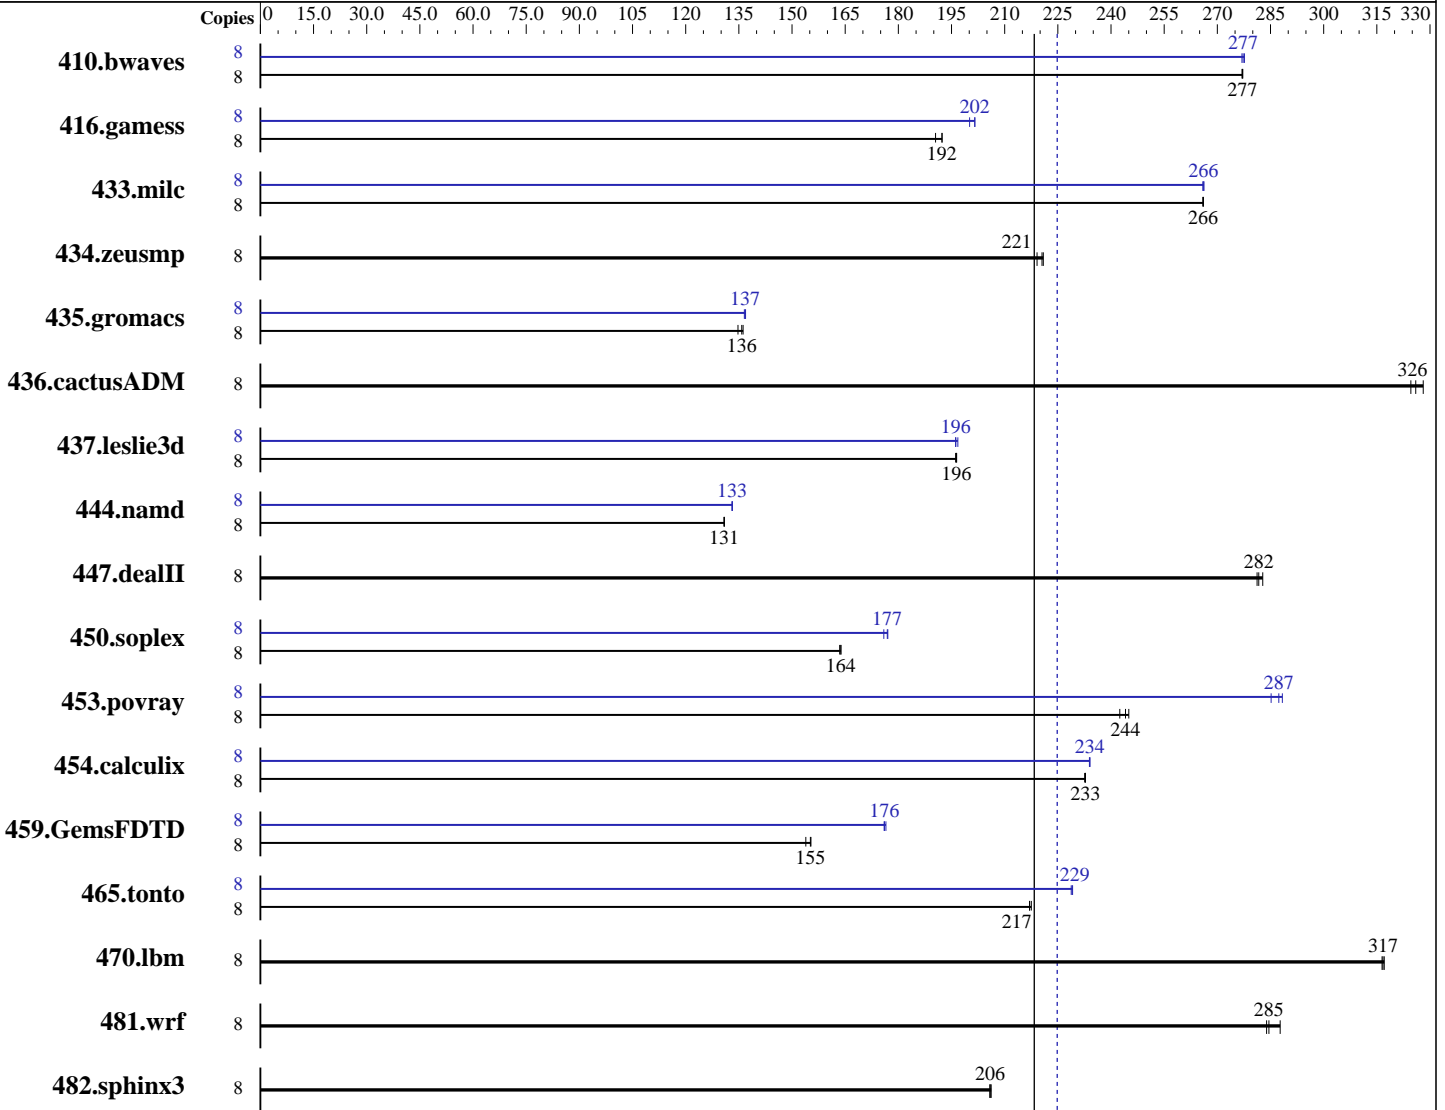 Copies 0 15.0 30.0 45.0 60.0 75.0 90.0 105 120 135 150 165 180 195 210 225 240 255 270 285 300 315 330
410.bwaves 8 277
8 277
416.gamess 8 202
8 192
433.milc 8 266
8 266
434.zeusmp 8 221
435.gromacs 8 137
8 136
436.cactusADM 8 326
437.leslie3d 8 196
8 196
444.namd 8 133
8 131
447.dealII 8 282
450.soplex 8 177
8 164
453.povray 8 287
8 244
454.calculix 8 234
8 233
459.GemsFDTD 8 176
8 155
465.tonto 8 229
8 217
470.lbm 8 317
481.wrf 8 285
482.sphinx3 8 206